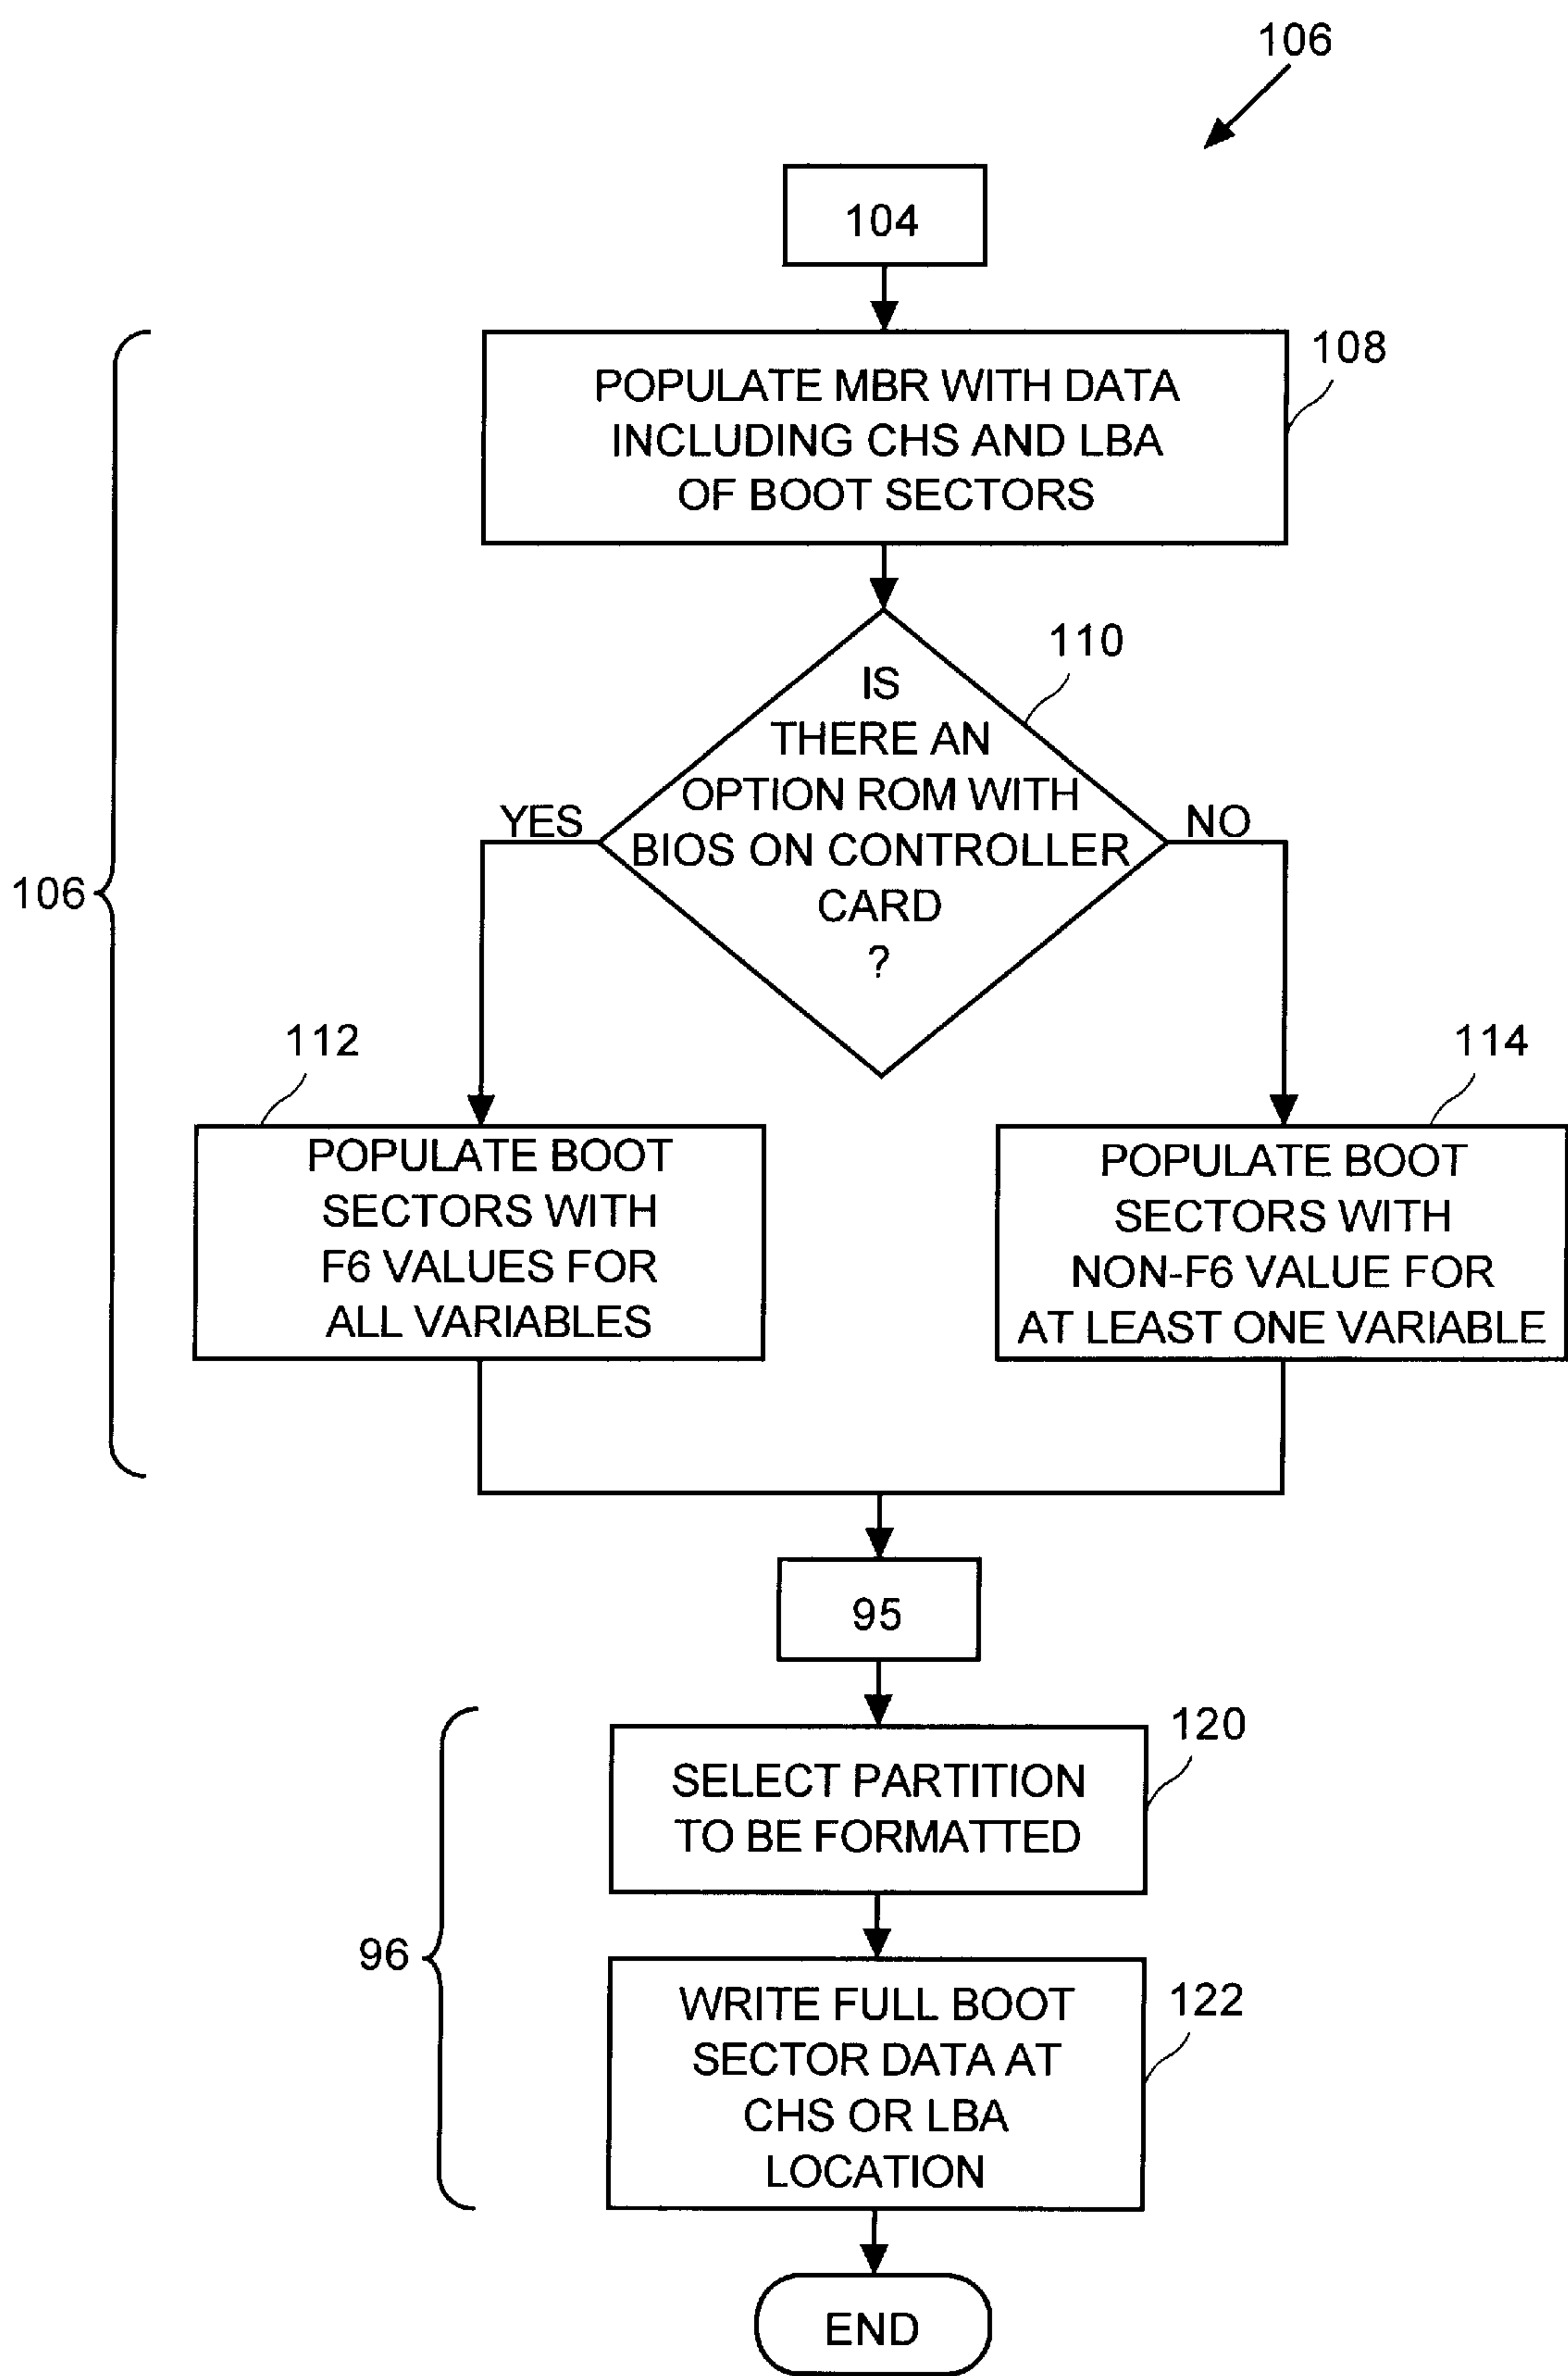 106
104
108
POPULATE MBR WITH DATA
INCLUDING CHS AND LBA
OF BOOT SECTORS
110
IS
THERE AN
OPTION ROM WITH
BIOS ON CONTROLLER
CARD
?
YES
NO
106
112
POPULATE BOOT
SECTORS WITH
F6 VALUES FOR
ALL VARIABLES
114
POPULATE BOOT
SECTORS WITH
NON-F6 VALUE FOR
AT LEAST ONE VARIABLE
95
120
SELECT PARTITION
TO BE FORMATTED
96
122
WRITE FULL BOOT
SECTOR DATA AT
CHS OR LBA
LOCATION
END